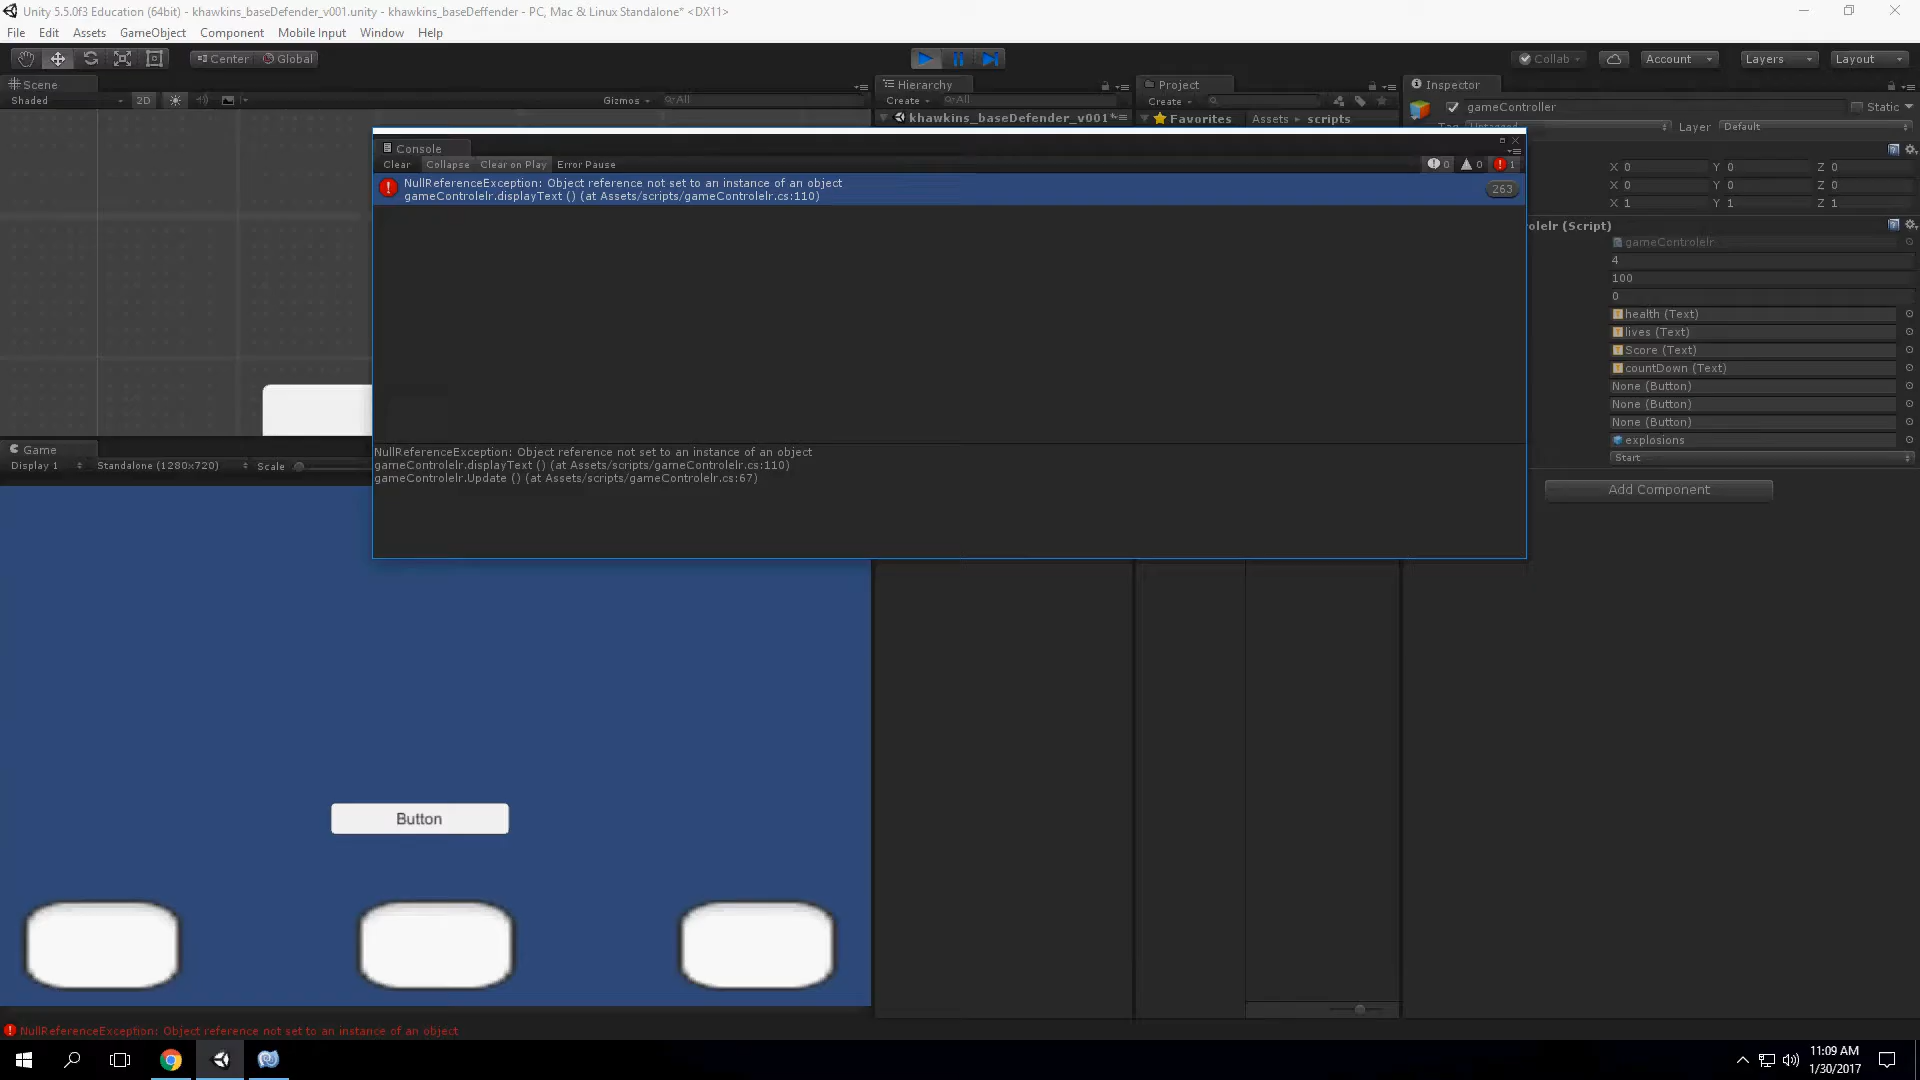 Unity 5.5.0f3 Education (64bit) - khawkins_baseDefender_v001.unity - khawkins_baseDeffender - PC, Mac & Linux Standalone* <DX11>
File Edit Assets GameObject Component Mobile Input Window Help
Center Global Collab Account Layers Layout
Scene Hierarchy Project Inspector
Shaded 2D Gizmos All Create All Create gameController Static
khawkins_baseDefender_v001* Favorites Assets scripts
Layer Default
Console
Clear Collapse Clear on Play Error Pause 0 0 1
NullReferenceException: Object reference not set to an instance of an object
gameControlelr.displayText () (at Assets/scripts/gameControlelr.cs:110)
263
X 0 Y 0 Z 0
X 0 Y 0 Z 0
X 1 Y 1 Z 1
olelr (Script)
gameControlelr
4
100
0
health (Text)
lives (Text)
Score (Text)
countDown (Text)
None (Button)
None (Button)
None (Button)
explosions
Start
Add Component
NullReferenceException: Object reference not set to an instance of an object
gameControlelr.displayText () (at Assets/scripts/gameControlelr.cs:110)
gameControlelr.Update () (at Assets/scripts/gameControlelr.cs:67)
Game
Display 1 Standalone (1280x720) Scale
Button
NullReferenceException: Object reference not set to an instance of an object
11:09 AM
1/30/2017